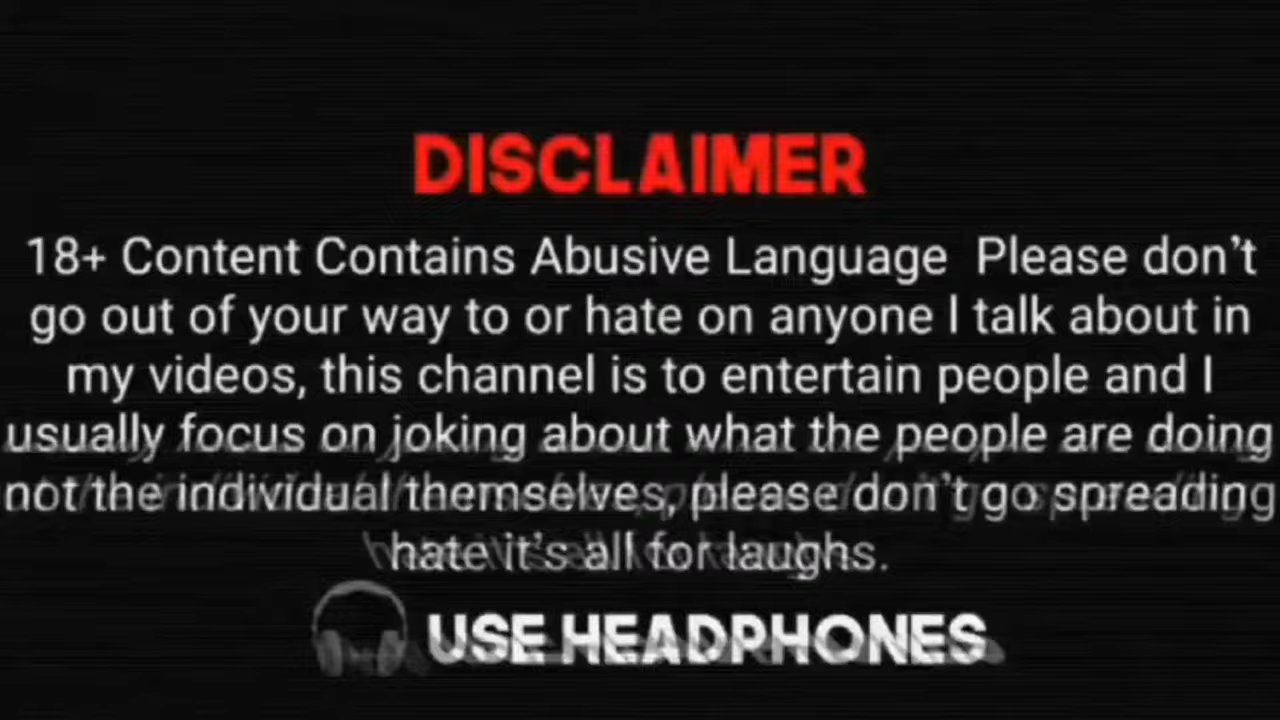 DISCLAIMER
18+ Content Contains Abusive Language Please don't
go out of your way to or hate on anyone I talk about in
my videos, this channel is to entertain people and I
usually focus on joking about what the people are doing
not the individual themselves, please don't go spreading
hate it's all for laughs.
USE HEADPHONES